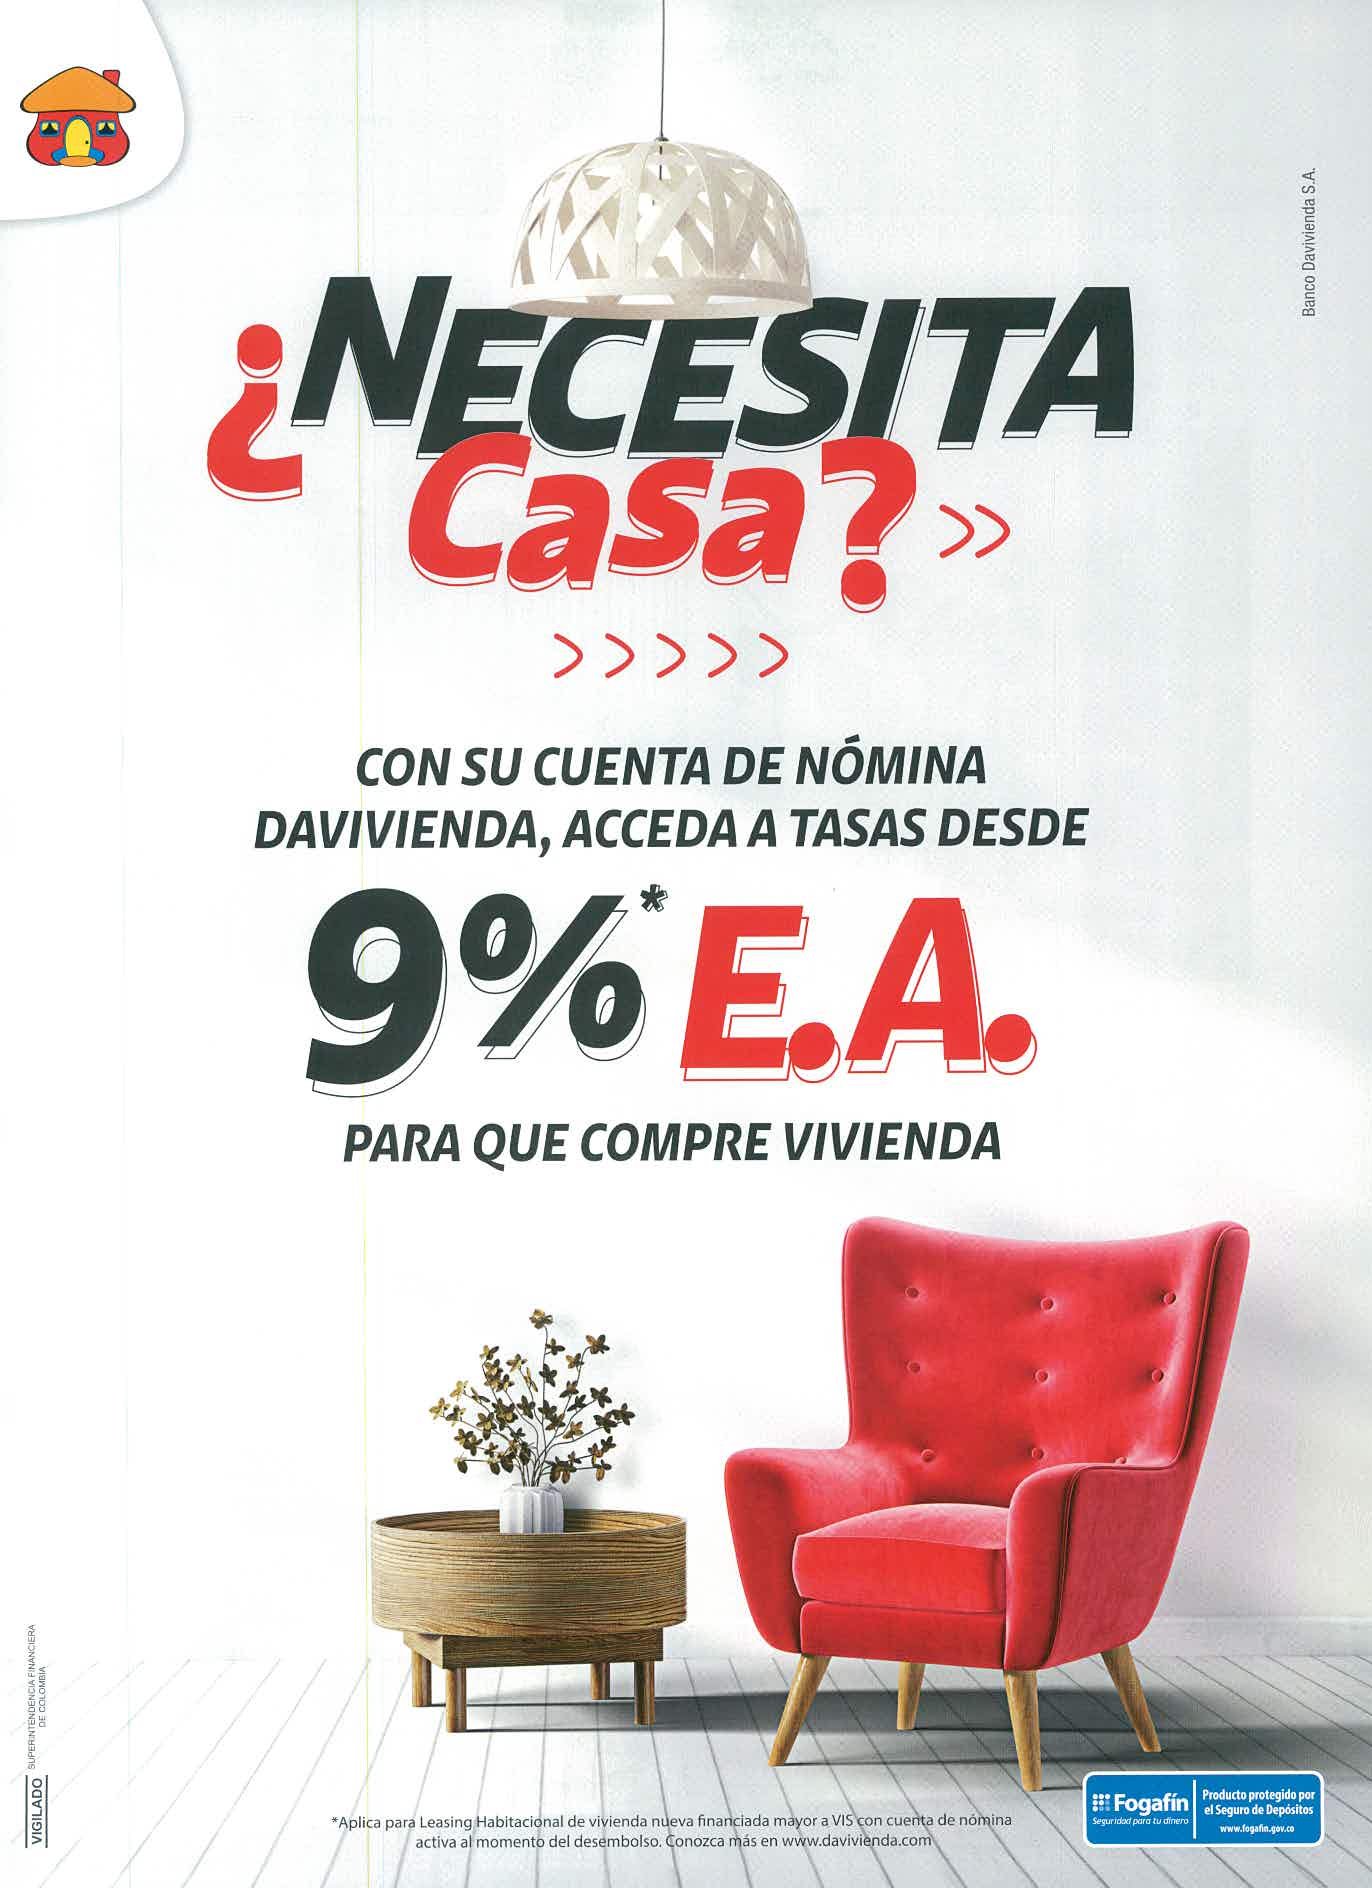 Banco Davivienda S.A.
¿NECESITA
Casa? >>
>>>>>
CON SU CUENTA DE NÓMINA
DAVIVIENDA, ACCEDA A TASAS DESDE
9%* E.A.
PARA QUE COMPRE VIVIENDA
VIGILADO SUPERINTENDENCIA FINANCIERA
DE COLOMBIA
*Aplica para Leasing Habitacional de vivienda nueva financiada mayor a VIS con cuenta de nómina
activa al momento del desembolso. Conozca más en www.davivienda.com
Fogafín
Seguridad para tu dinero
Producto protegido por
el Seguro de Depósitos
www.fogafin.gov.co